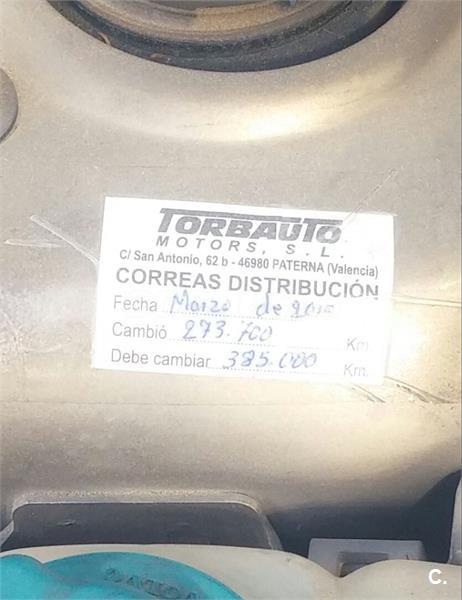 TORBAUTO
MOTORS, S.L.
C/ San Antonio, 62 b - 46980 PATERNA (Valencia)
CORREAS DISTRIBUCIÓN
Fecha Marzo de
Cambió 273.700 Km.
Debe cambiar 385.000 Km.
VOLVO
C.